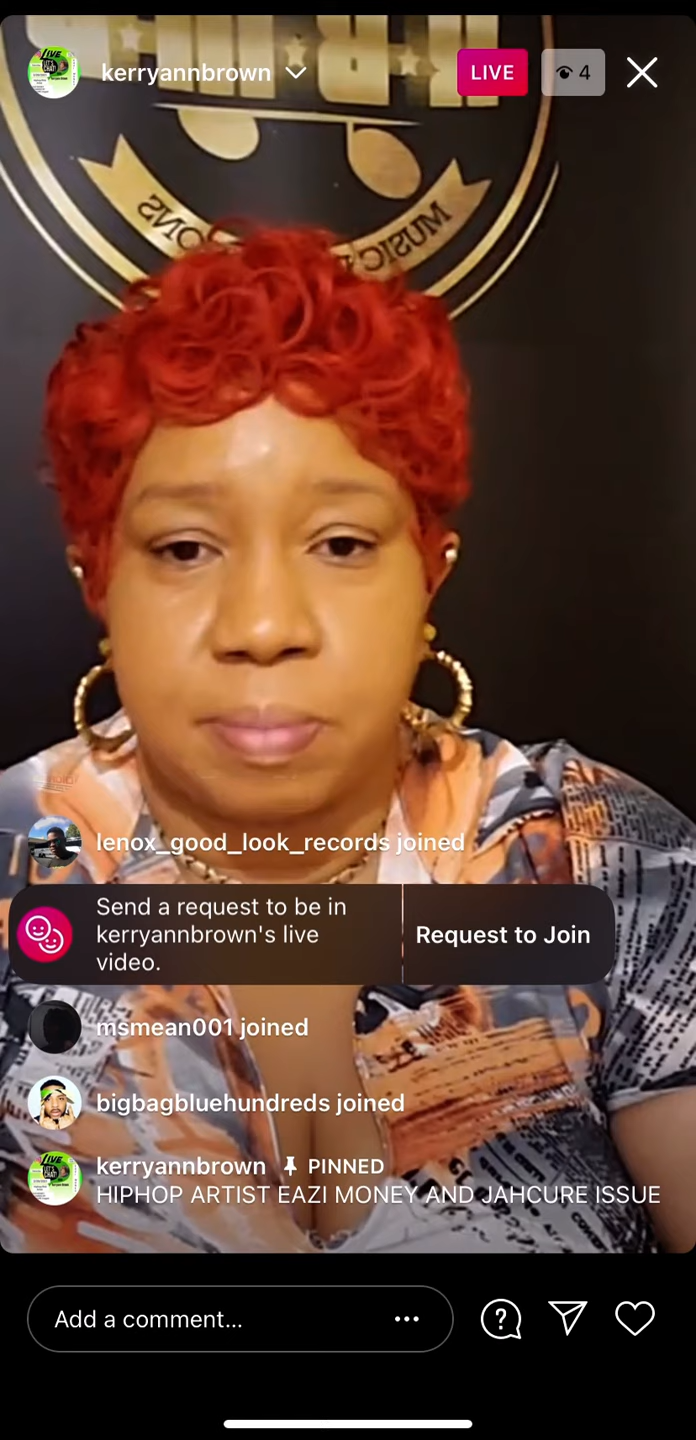 kerryannbrown
LIVE
4
MUSIC
lenox_good_look_records joined
Send a request to be in
kerryannbrown's live
video.
Request to Join
msmean001 joined
bigbagbluehundreds joined
kerryannbrown PINNED
HIPHOP ARTIST EAZI MONEY AND JAHCURE ISSUE
Add a comment...